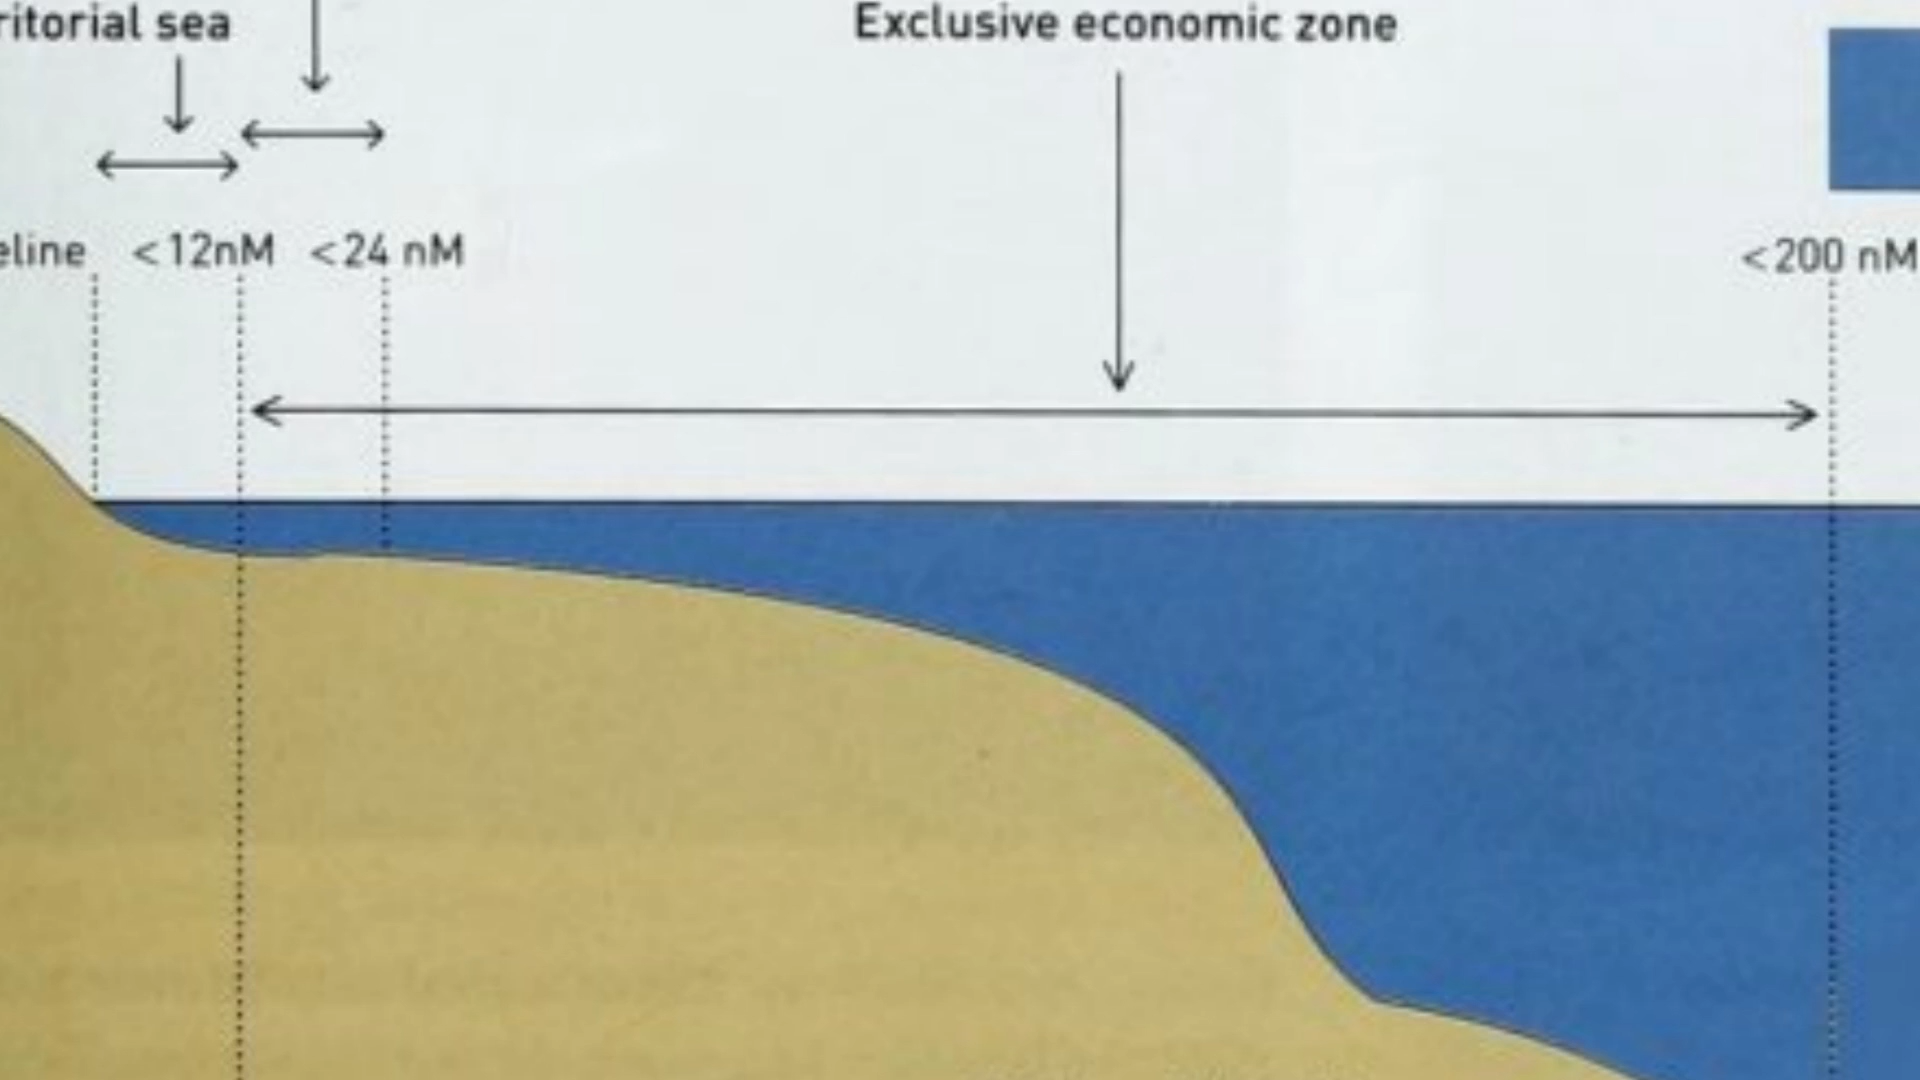 ritorial sea
Exclusive economic zone
eline
<12nM
<24 nM
<200 nM